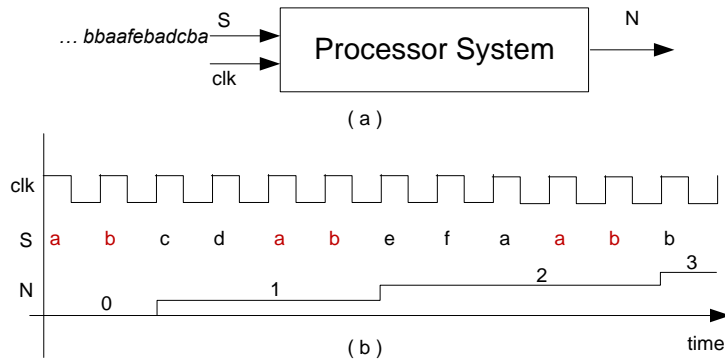 S
N
... bbaafebadcba
Processor System
clk
( a )
clk
S a b c d a b e f a a b b
N 0 1 2 3
time
( b )